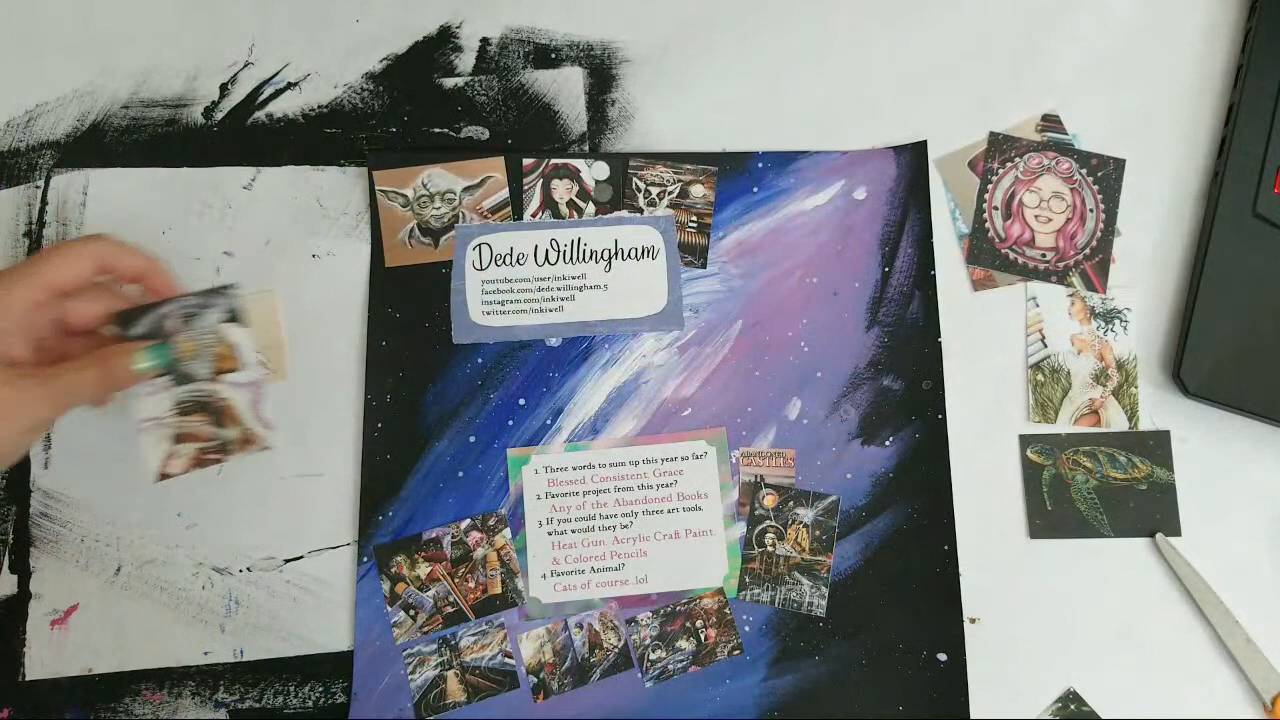 Dede Willingham
youtube.com/user/inkiwell
facebook.com/dede.willingham.5
instagram.com/inkiwell
twitter.com/inkiwell
1. Three words to sum up this year so far?
Blessed, Consistent, Grace
2. Favorite project from this year?
Any of the Abandoned Books
3. If you could have only three art tools,
what would they be?
Heat Gun, Acrylic Craft Paint,
& Colored Pencils
4. Favorite Animal?
Cats of course..lol
ABANDONED
CASTLES